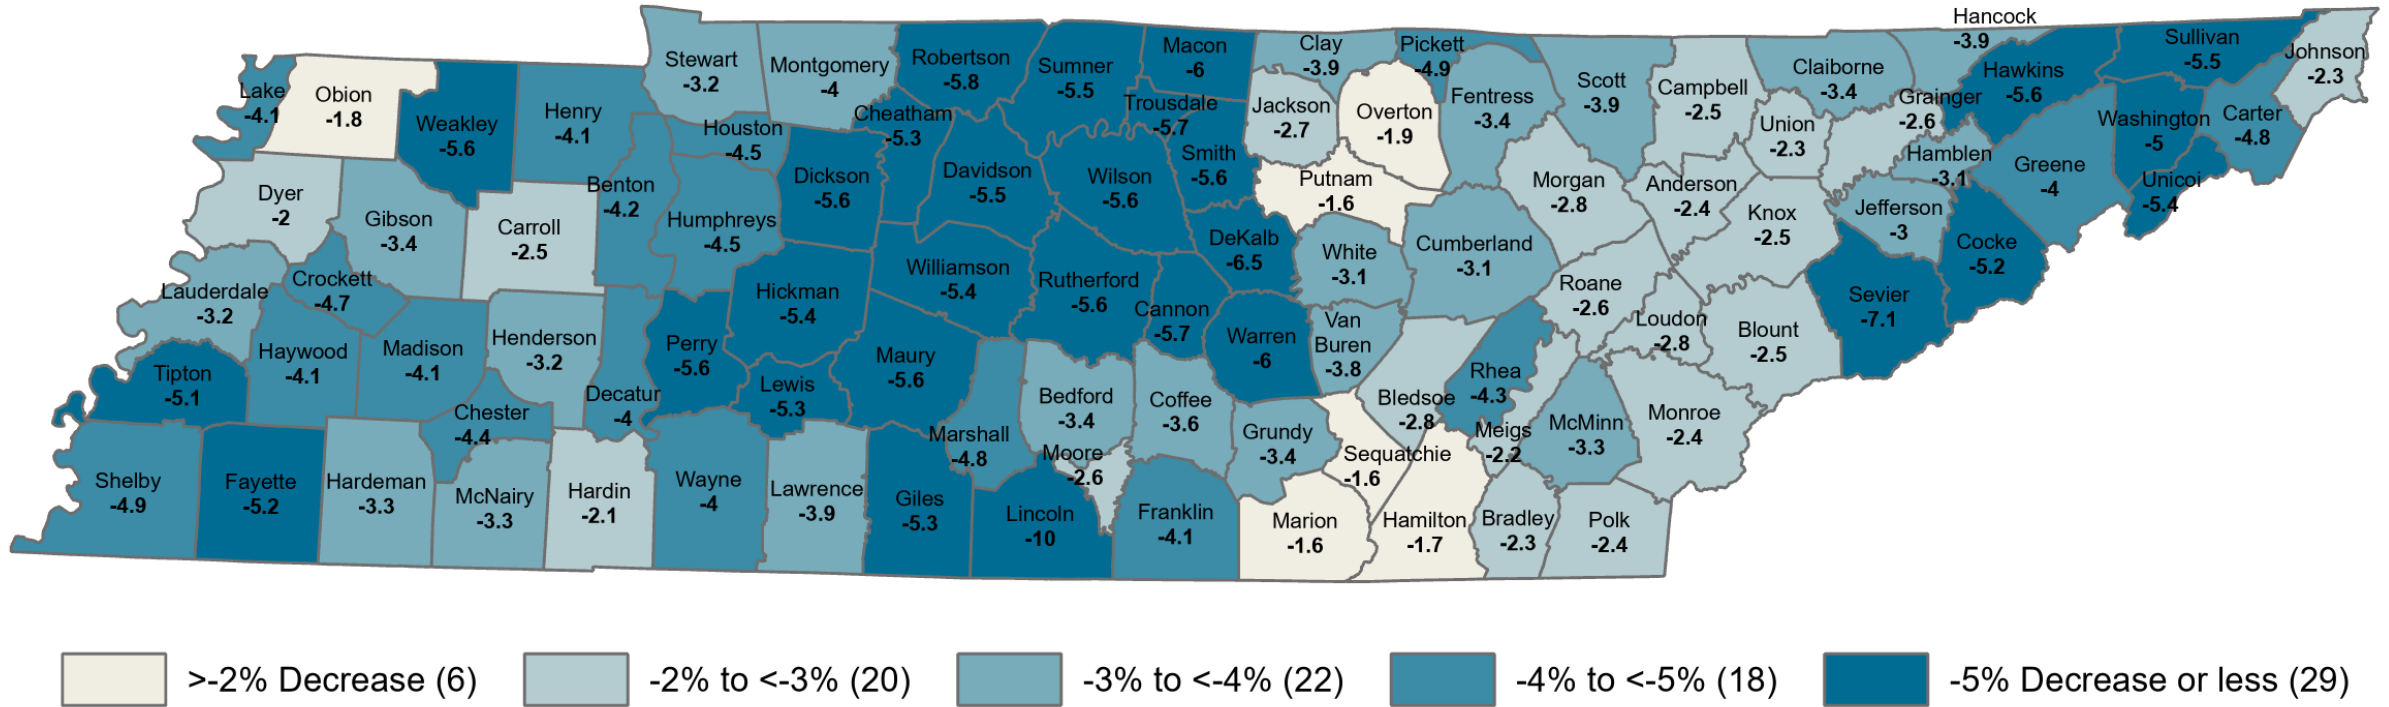 Hancock
-3.9
Stewart
-3.2
Montgomery
-4
Robertson
-5.8
Sumner
-5.5
Macon
-6
Clay
-3.9
Pickett
-4.9
Scott
-3.9
Campbell
-2.5
Claiborne
-3.4
Hawkins
-5.6
Sullivan
-5.5
Johnson
-2.3
Lake
-4.1
Obion
-1.8
Weakley
-5.6
Henry
-4.1
Houston
-4.5
Cheatham
-5.3
Trousdale
-5.7
Jackson
-2.7
Overton
-1.9
Fentress
-3.4
Union
-2.3
Grainger
-2.6
Hamblen
-3.1
Greene
-4
Washington
-5
Carter
-4.8
Unicoi
-5.4
Dyer
-2
Gibson
-3.4
Carroll
-2.5
Benton
-4.2
Humphreys
-4.5
Dickson
-5.6
Davidson
-5.5
Wilson
-5.6
Smith
-5.6
Putnam
-1.6
Morgan
-2.8
Anderson
-2.4
Knox
-2.5
Jefferson
-3
Cocke
-5.2
Lauderdale
-3.2
Crockett
-4.7
Hickman
-5.4
Williamson
-5.4
Rutherford
-5.6
Cannon
-5.7
DeKalb
-6.5
White
-3.1
Cumberland
-3.1
Roane
-2.6
Loudon
-2.8
Blount
-2.5
Sevier
-7.1
Tipton
-5.1
Haywood
-4.1
Madison
-4.1
Henderson
-3.2
Decatur
-4
Perry
-5.6
Lewis
-5.3
Maury
-5.6
Bedford
-3.4
Coffee
-3.6
Warren
-6
Van
Buren
-3.8
Bledsoe
-2.8
Rhea
-4.3
Meigs
-2.2
McMinn
-3.3
Monroe
-2.4
Chester
-4.4
Marshall
-4.8
Moore
-2.6
Grundy
-3.4
Sequatchie
-1.6
Shelby
-4.9
Fayette
-5.2
Hardeman
-3.3
McNairy
-3.3
Hardin
-2.1
Wayne
-4
Lawrence
-3.9
Giles
-5.3
Lincoln
-10
Franklin
-4.1
Marion
-1.6
Hamilton
-1.7
Bradley
-2.3
Polk
-2.4
>-2% Decrease (6)
-2% to <-3% (20)
-3% to <-4% (22)
-4% to <-5% (18)
-5% Decrease or less (29)